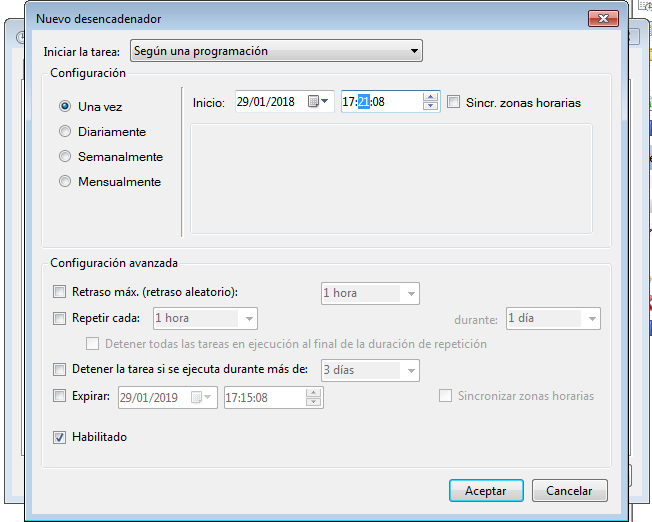 Nuevo desencadenador
Iniciar la tarea: Según una programación
Configuración
Una vez
Inicio: 29/01/2018 17:21:08 Sincr. zonas horarias
Diariamente
Semanalmente
Mensualmente
Configuración avanzada
Retraso máx. (retraso aleatorio): 1 hora
Repetir cada: 1 hora durante: 1 día
Detener todas las tareas en ejecución al final de la duración de repetición
Detener la tarea si se ejecuta durante más de: 3 días
Expirar: 29/01/2019 17:15:08 Sincronizar zonas horarias
Habilitado
Aceptar Cancelar